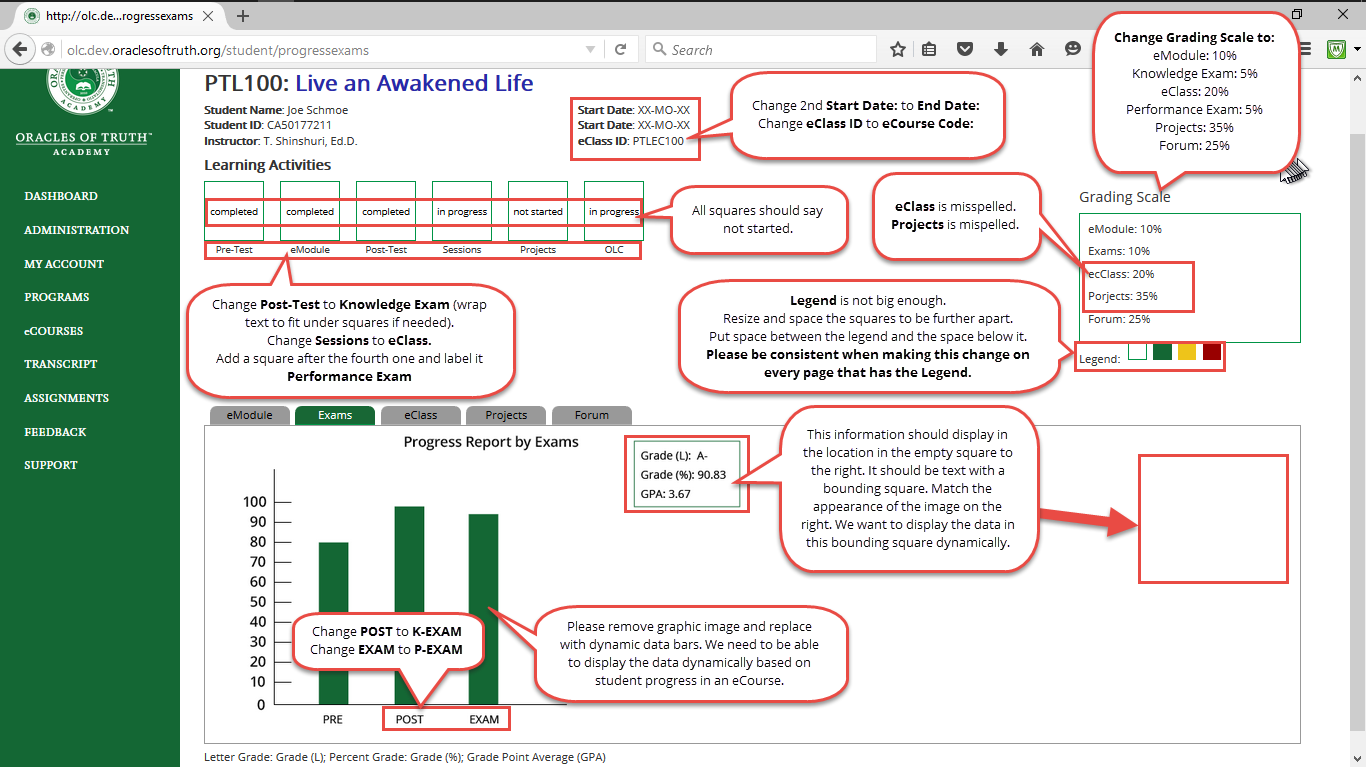 http://olc.de...rogressexams
olc.dev.oraclesoftruth.org/student/progressexams
Search
TRUTH
ACADEMY
ORACLES OF TRUTH™
ACADEMY
DASHBOARD
ADMINISTRATION
MY ACCOUNT
PROGRAMS
eCOURSES
TRANSCRIPT
ASSIGNMENTS
FEEDBACK
SUPPORT
PTL100: Live an Awakened Life
Student Name: Joe Schmoe
Student ID: CA50177211
Instructor: T. Shinshuri, Ed.D.
Start Date: XX-MO-XX
Start Date: XX-MO-XX
eClass ID: PTLEC100
Change 2nd Start Date: to End Date:
Change eClass ID to eCourse Code:
Change Grading Scale to:
eModule: 10%
Knowledge Exam: 5%
eClass: 20%
Performance Exam: 5%
Projects: 35%
Forum: 25%
Learning Activities
completed completed completed in progress not started in progress
Pre-Test eModule Post-Test Sessions Projects OLC
All squares should say
not started.
eClass is misspelled.
Projects is mispelled.
Grading Scale
eModule: 10%
Exams: 10%
ecClass: 20%
Porjects: 35%
Forum: 25%
Legend:
Change Post-Test to Knowledge Exam (wrap
text to fit under squares if needed).
Change Sessions to eClass.
Add a square after the fourth one and label it
Performance Exam
Legend is not big enough.
Resize and space the squares to be further apart.
Put space between the legend and the space below it.
Please be consistent when making this change on
every page that has the Legend.
eModule Exams eClass Projects Forum
Progress Report by Exams
Grade (L): A-
Grade (%): 90.83
GPA: 3.67
This information should display in
the location in the empty square to
the right. It should be text with a
bounding square. Match the
appearance of the image on the
right. We want to display the data in
this bounding square dynamically.
100
90
80
70
60
50
40
30
20
10
0
PRE POST EXAM
Change POST to K-EXAM
Change EXAM to P-EXAM
Please remove graphic image and replace
with dynamic data bars. We need to be able
to display the data dynamically based on
student progress in an eCourse.
Letter Grade: Grade (L); Percent Grade: Grade (%); Grade Point Average (GPA)